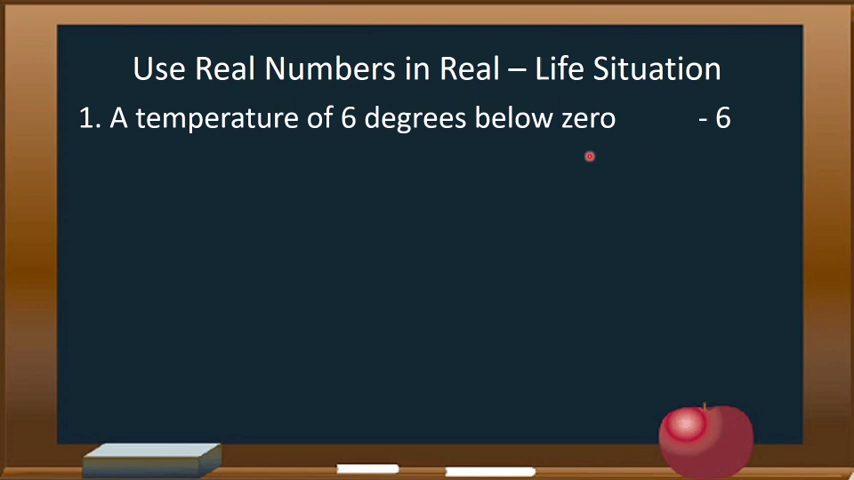 Use Real Numbers in Real – Life Situation
1. A temperature of 6 degrees below zero - 6